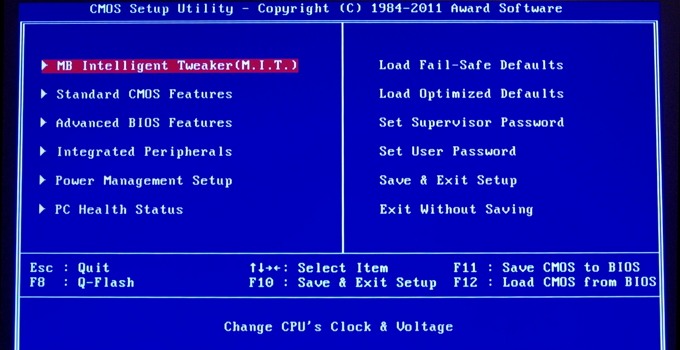 CMOS Setup Utility - Copyright (C) 1984-2011 Award Software
MB Intelligent Tweaker(M.I.T.)
Standard CMOS Features
Advanced BIOS Features
Integrated Peripherals
Power Management Setup
PC Health Status
Load Fail-Safe Defaults
Load Optimized Defaults
Set Supervisor Password
Set User Password
Save & Exit Setup
Exit Without Saving
Esc : Quit
F8 : Q-Flash
↑↓→←: Select Item
F10 : Save & Exit Setup
F11 : Save CMOS to BIOS
F12 : Load CMOS from BIOS
Change CPU's Clock & Voltage